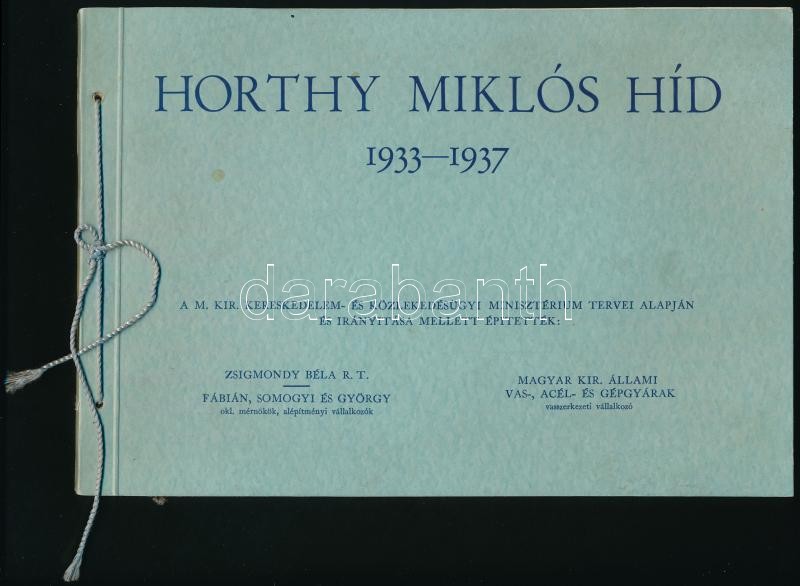 HORTHY MIKLÓS HÍD
1933—1937
darabanth
A M. KIR. KERESKEDELEM- ÉS KÖZLEKEDÉSÜGYI MINISZTÉRIUM TERVEI ALAPJÁN
ÉS IRÁNYÍTÁSA MELLETT ÉPÍTETTÉK:
ZSIGMONDY BÉLA R. T.
FÁBIÁN, SOMOGYI ÉS GYÖRGY
okl. mérnökök, alépítményi vállalkozók
MAGYAR KIR. ÁLLAMI
VAS-, ACÉL- ÉS GÉPGYÁRAK
vasszerkezeti vállalkozó